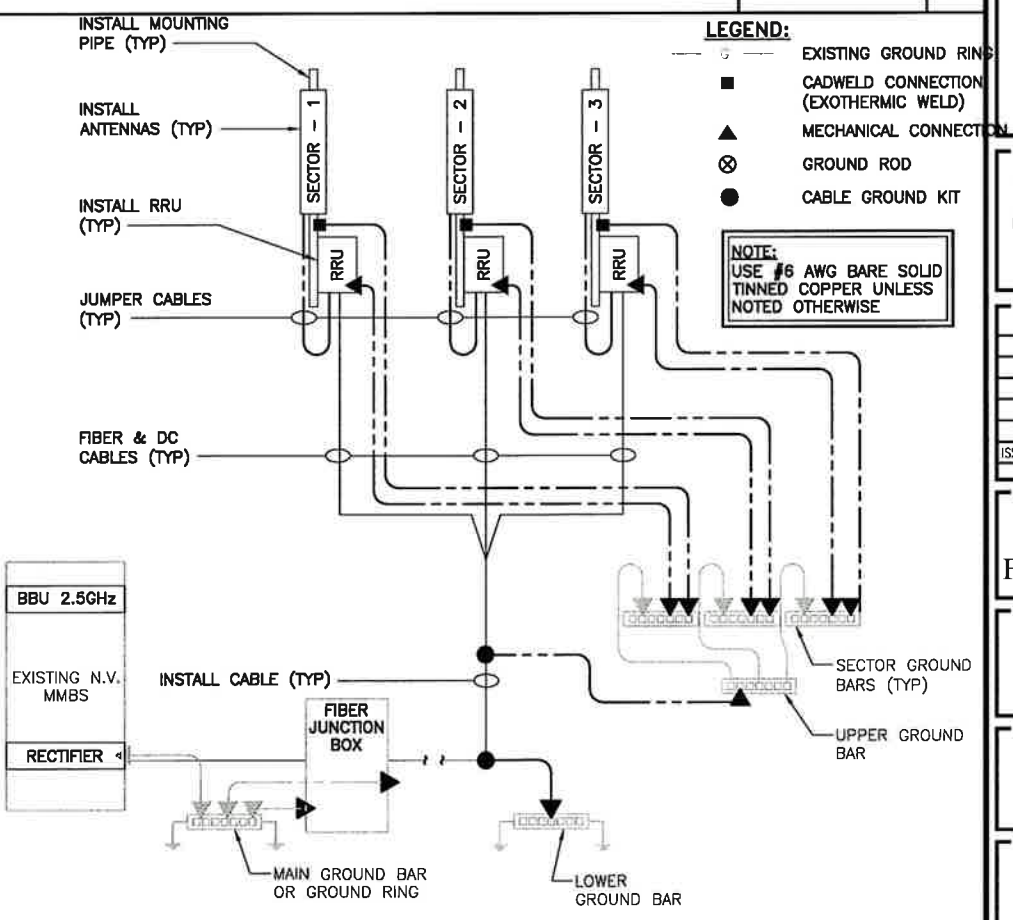 INSTALL MOUNTING
PIPE (TYP)
INSTALL
ANTENNAS (TYP)
INSTALL RRU
(TYP)
JUMPER CABLES
(TYP)
FIBER & DC
CABLES (TYP)
SECTOR - 1
SECTOR - 2
SECTOR - 3
RRU
RRU
RRU
LEGEND:
G EXISTING GROUND RING
CADWELD CONNECTION
(EXOTHERMIC WELD)
MECHANICAL CONNECTION
GROUND ROD
CABLE GROUND KIT
NOTE:
USE #6 AWG BARE SOLID
TINNED COPPER UNLESS
NOTED OTHERWISE
BBU 2.5GHz
EXISTING N.V.
MMBS
RECTIFIER
INSTALL CABLE (TYP)
FIBER
JUNCTION
BOX
SECTOR GROUND
BARS (TYP)
UPPER GROUND
BAR
MAIN GROUND BAR
OR GROUND RING
LOWER
GROUND BAR